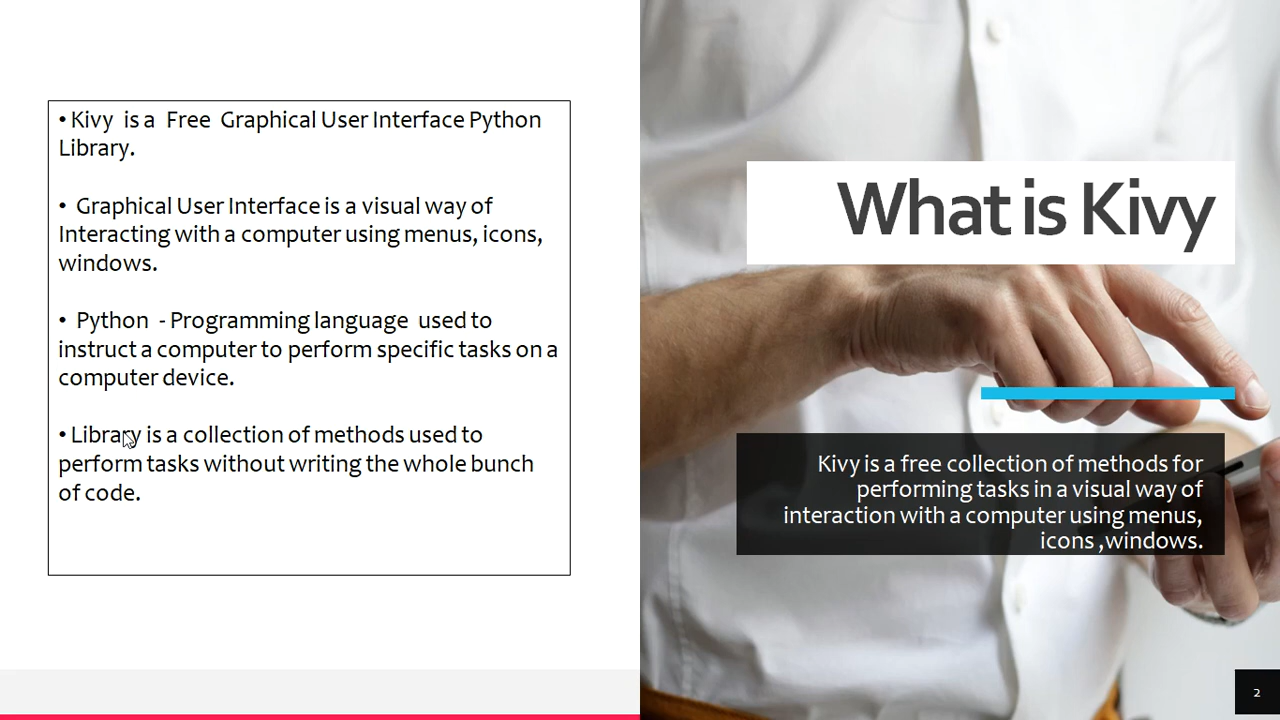 • Kivy is a Free Graphical User Interface Python
Library.
• Graphical User Interface is a visual way of
Interacting with a computer using menus, icons,
windows.
• Python - Programming language used to
instruct a computer to perform specific tasks on a
computer device.
• Library is a collection of methods used to
perform tasks without writing the whole bunch
of code.
What is Kivy
Kivy is a free collection of methods for
performing tasks in a visual way of
interaction with a computer using menus,
icons ,windows.
2